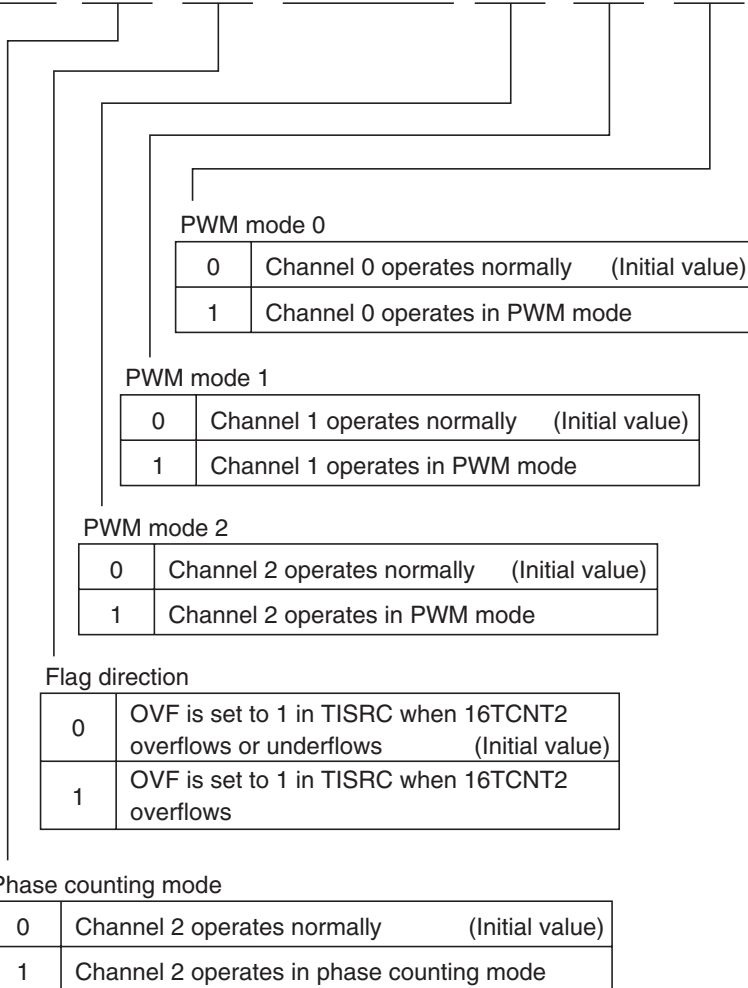 PWM mode 0
0 Channel 0 operates normally (Initial value)
1 Channel 0 operates in PWM mode
PWM mode 1
0 Channel 1 operates normally (Initial value)
1 Channel 1 operates in PWM mode
PWM mode 2
0 Channel 2 operates normally (Initial value)
1 Channel 2 operates in PWM mode
Flag direction
0 OVF is set to 1 in TISRC when 16TCNT2
overflows or underflows (Initial value)
1 OVF is set to 1 in TISRC when 16TCNT2
overflows
Phase counting mode
0 Channel 2 operates normally (Initial value)
1 Channel 2 operates in phase counting mode